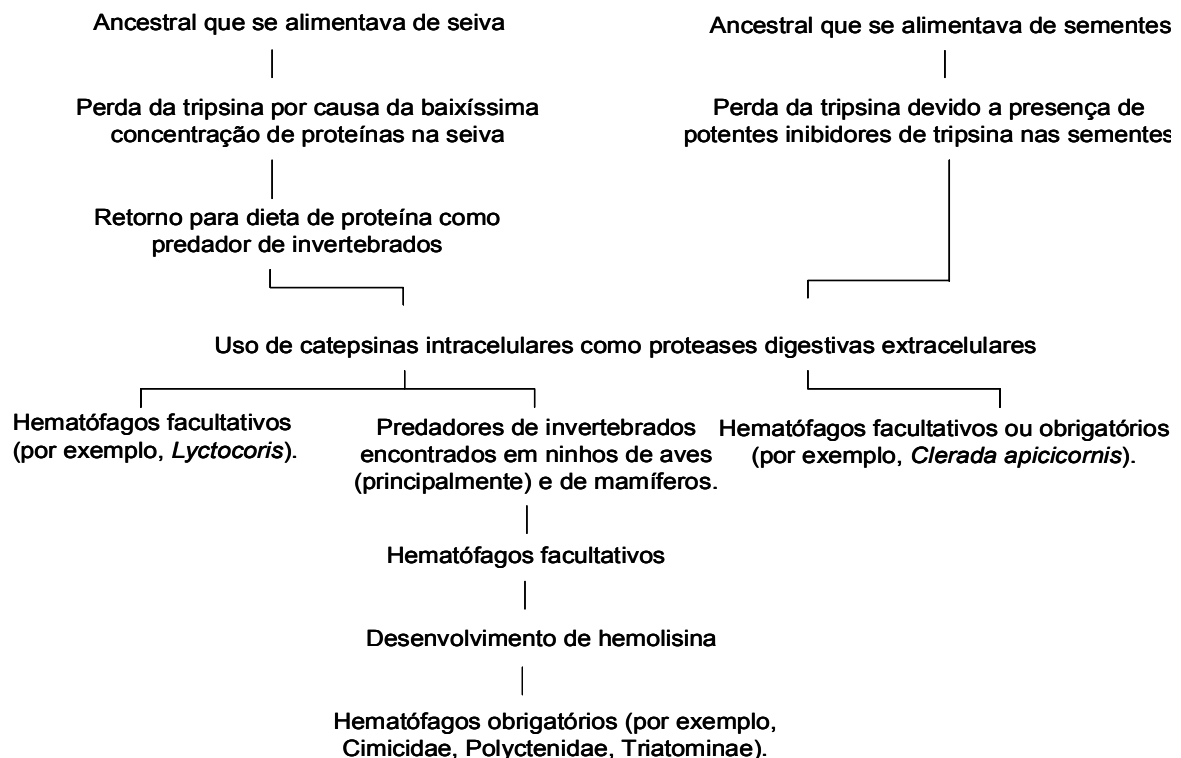 Ancestral que se alimentava de seiva
Ancestral que se alimentava de sementes
Perda da tripsina por causa da baixíssima
concentração de proteínas na seiva
Perda da tripsina devido a presença de
potentes inibidores de tripsina nas sementes
Retorno para dieta de proteína como
predador de invertebrados
Uso de catepsinas intracelulares como proteases digestivas extracelulares
Hematófagos facultativos
(por exemplo, Lyctocoris).
Predadores de invertebrados
encontrados em ninhos de aves
(principalmente) e de mamíferos.
Hematófagos facultativos ou obrigatórios
(por exemplo, Clerada apicicornis).
Hematófagos facultativos
Desenvolvimento de hemolisina
Hematófagos obrigatórios (por exemplo,
Cimicidae, Polyctenidae, Triatominae).